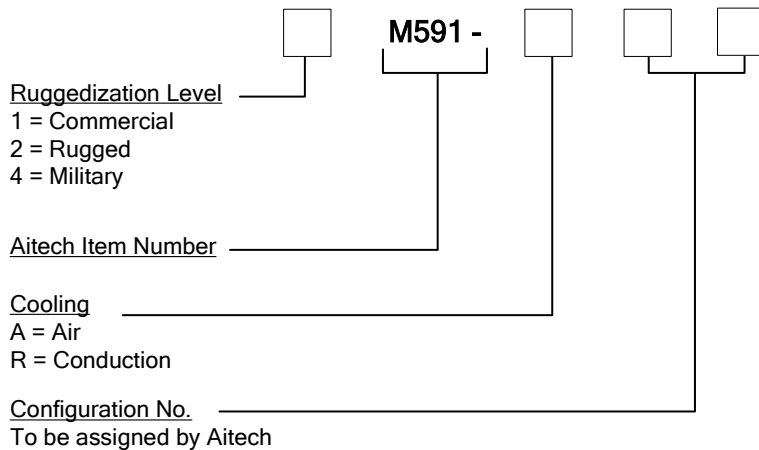 M591 -
Ruggedization Level
1 = Commercial
2 = Rugged
4 = Military
Aitech Item Number
Cooling
A = Air
R = Conduction
Configuration No.
To be assigned by Aitech